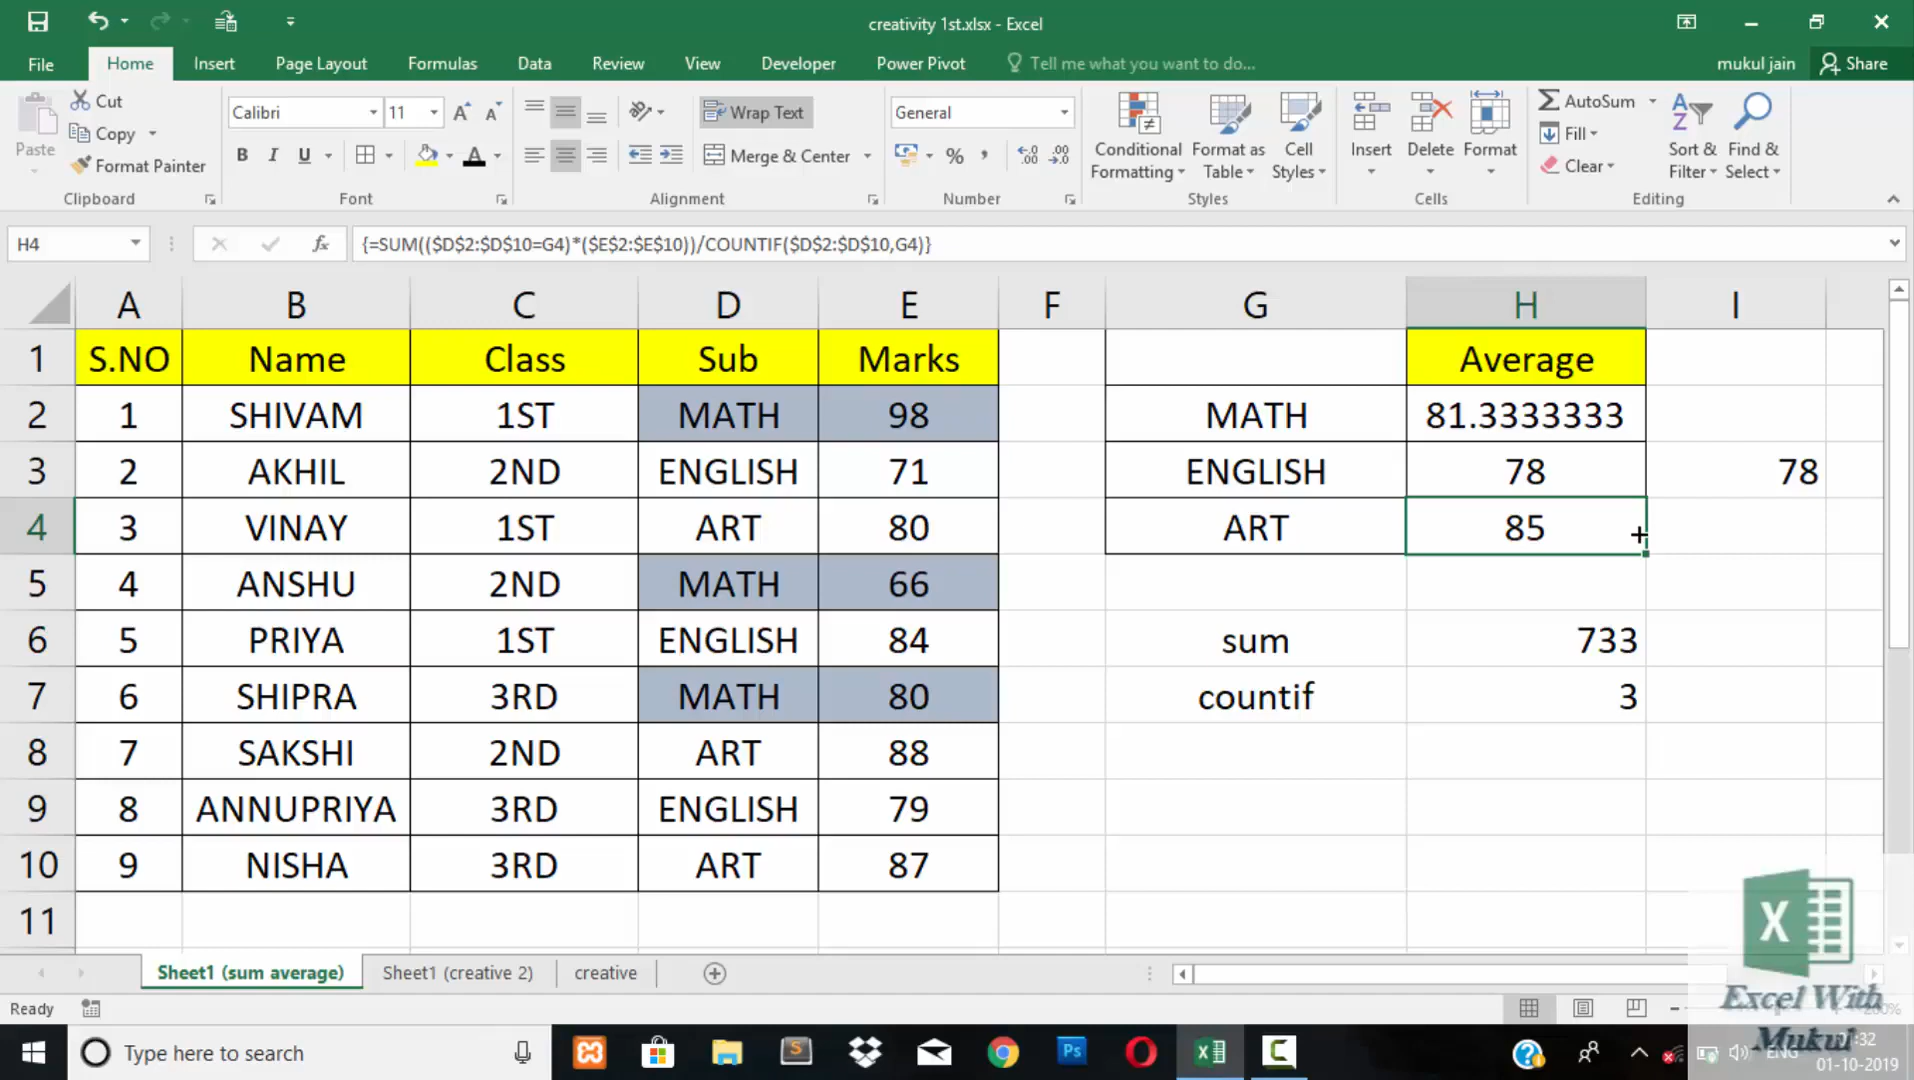 creativity 1st.xlsx - Excel
File Home Insert Page Layout Formulas Data Review View Developer Power Pivot Tell me what you want to do... mukul jain Share
Paste Cut Copy Format Painter Clipboard
Calibri 11 B I U A Font
Wrap Text Merge & Center Alignment
General % Number
Conditional Formatting Format as Table Cell Styles Styles
Insert Delete Format Cells
AutoSum Fill Clear Sort & Filter Find & Select Editing
H4 fx {=SUM(($D$2:$D$10=G4)*($E$2:$E$10))/COUNTIF($D$2:$D$10,G4)}
A B C D E F G H I
1 S.NO Name Class Sub Marks Average
2 1 SHIVAM 1ST MATH 98 MATH 81.3333333
3 2 AKHIL 2ND ENGLISH 71 ENGLISH 78 78
4 3 VINAY 1ST ART 80 ART 85
5 4 ANSHU 2ND MATH 66
6 5 PRIYA 1ST ENGLISH 84 sum 733
7 6 SHIPRA 3RD MATH 80 countif 3
8 7 SAKSHI 2ND ART 88
9 8 ANNUPRIYA 3RD ENGLISH 79
10 9 NISHA 3RD ART 87
11
Sheet1 (sum average) Sheet1 (creative 2) creative
Ready
Excel With
Mukul
Type here to search
ENG
01-10-2019